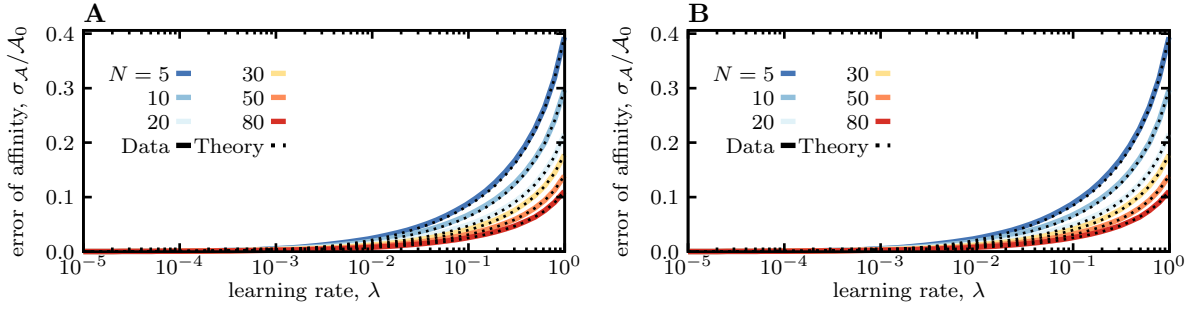 A
error of affinity, σ_𝒜/𝒜₀
0.4
0.3
0.2
0.1
0.0
N = 5
30
10
50
20
80
Data
Theory
10⁻⁵
10⁻⁴
10⁻³
10⁻²
10⁻¹
10⁰
learning rate, λ
B
error of affinity, σ_𝒜/𝒜₀
0.4
0.3
0.2
0.1
0.0
N = 5
30
10
50
20
80
Data
Theory
10⁻⁵
10⁻⁴
10⁻³
10⁻²
10⁻¹
10⁰
learning rate, λ